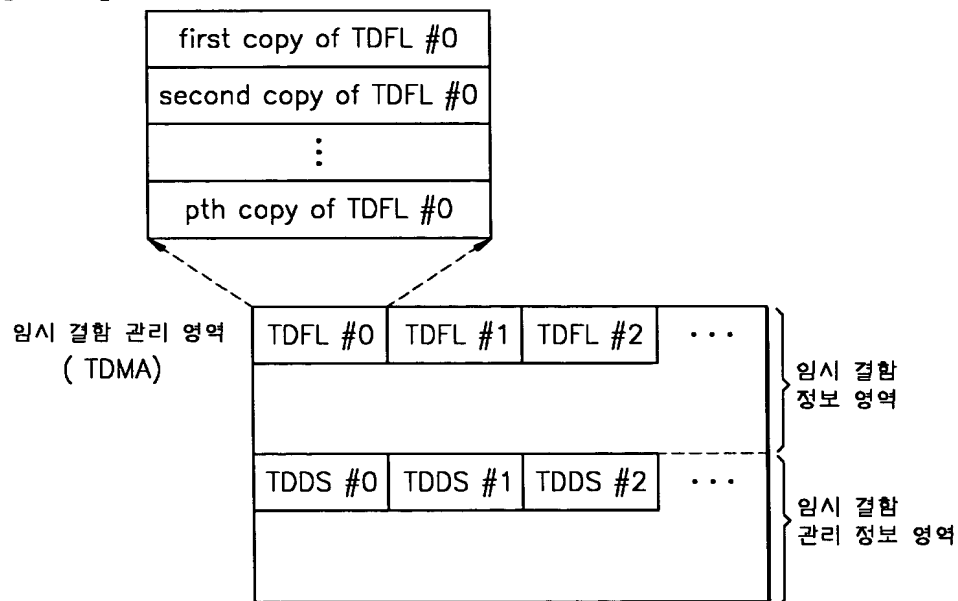 first copy of TDFL #0
second copy of TDFL #0
⋮
pth copy of TDFL #0
임시 결함 관리 영역
( TDMA)
TDFL #0 TDFL #1 TDFL #2 ···
임시 결함
정보 영역
TDDS #0 TDDS #1 TDDS #2 ···
임시 결함
관리 정보 영역